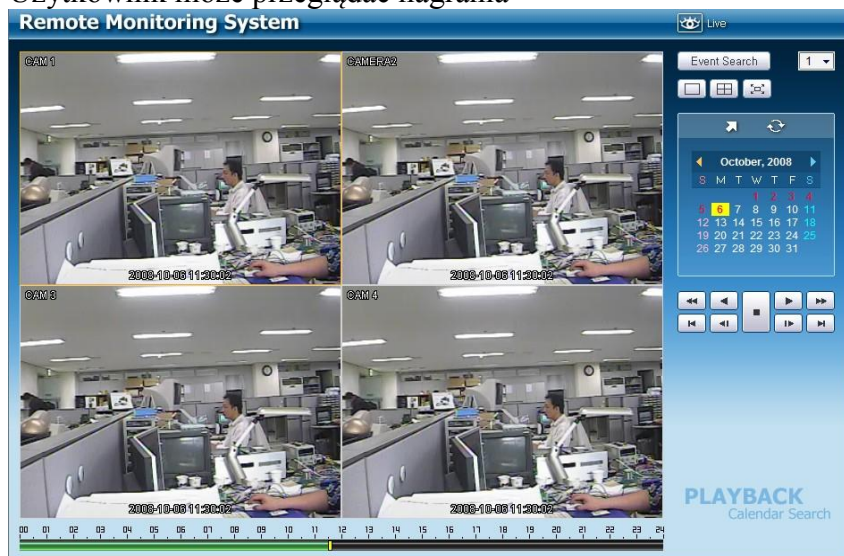 Użytkownik może przeglądać nagrania
Remote Monitoring System
Live
CAM 1
CAMERA2
2008-10-06 11:30:02
2008-10-06 11:30:02
CAM 3
CAM 4
2008-10-06 11:30:02
2008-10-06 11:30:02
00 01 02 03 04 05 06 07 08 09 10 11 12 13 14 15 16 17 18 19 20 21 22 23 24
Event Search
1
October, 2008
S M T W T F S
1 2 3 4
5 6 7 8 9 10 11
12 13 14 15 16 17 18
19 20 21 22 23 24 25
26 27 28 29 30 31
PLAYBACK
Calendar Search